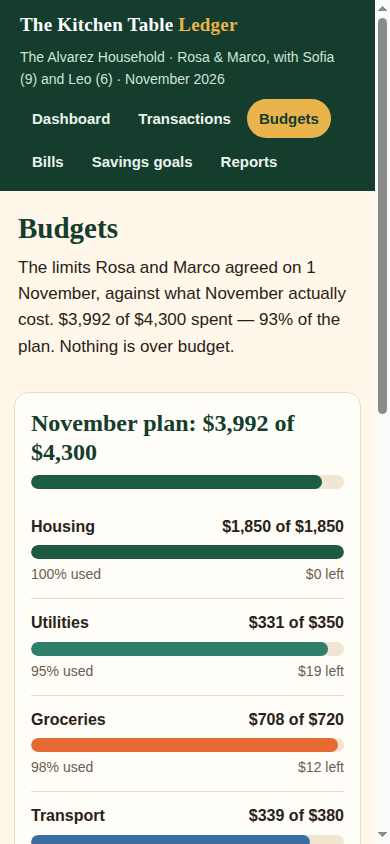 The Kitchen Table Ledger
The Alvarez Household · Rosa & Marco, with Sofia
(9) and Leo (6) · November 2026
Dashboard Transactions Budgets
Bills Savings goals Reports
Budgets
The limits Rosa and Marco agreed on 1
November, against what November actually
cost. $3,992 of $4,300 spent — 93% of the
plan. Nothing is over budget.
November plan: $3,992 of
$4,300
Housing $1,850 of $1,850
100% used $0 left
Utilities $331 of $350
95% used $19 left
Groceries $708 of $720
98% used $12 left
Transport $339 of $380